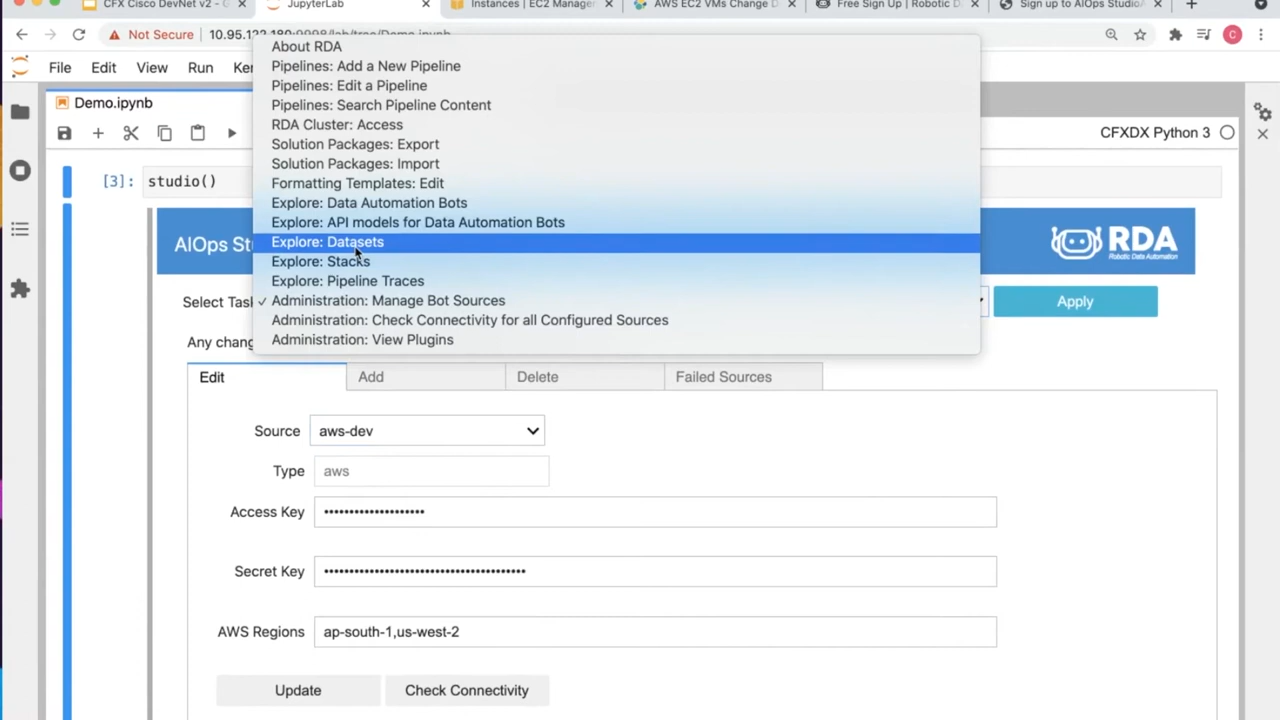 CFX Cisco DevNet v2 - G
JupyterLab
Instances | EC2 Manager
AWS EC2 VMs Change D
Free Sign Up | Robotic D
Sign up to AIOps Studio
Not Secure
File Edit View Run
Demo.ipynb
CFXDX Python 3
[3]: studio()
About RDA
Pipelines: Add a New Pipeline
Pipelines: Edit a Pipeline
Pipelines: Search Pipeline Content
RDA Cluster: Access
Solution Packages: Export
Solution Packages: Import
Formatting Templates: Edit
Explore: Data Automation Bots
Explore: API models for Data Automation Bots
Explore: Datasets
Explore: Stacks
Explore: Pipeline Traces
✓ Administration: Manage Bot Sources
Administration: Check Connectivity for all Configured Sources
Administration: View Plugins
AIOps
RDA
Robotic Data Automation
Select Task
Apply
Any
Edit Add Delete Failed Sources
Source aws-dev
Type aws
Access Key ••••••••••••••••••••
Secret Key ••••••••••••••••••••••••••••••••••••••••
AWS Regions ap-south-1,us-west-2
Update Check Connectivity